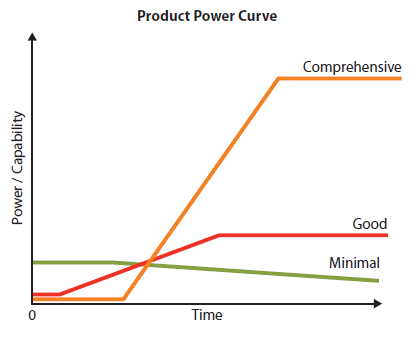 Product Power Curve
Comprehensive
Power / Capability
Good
Minimal
0
Time